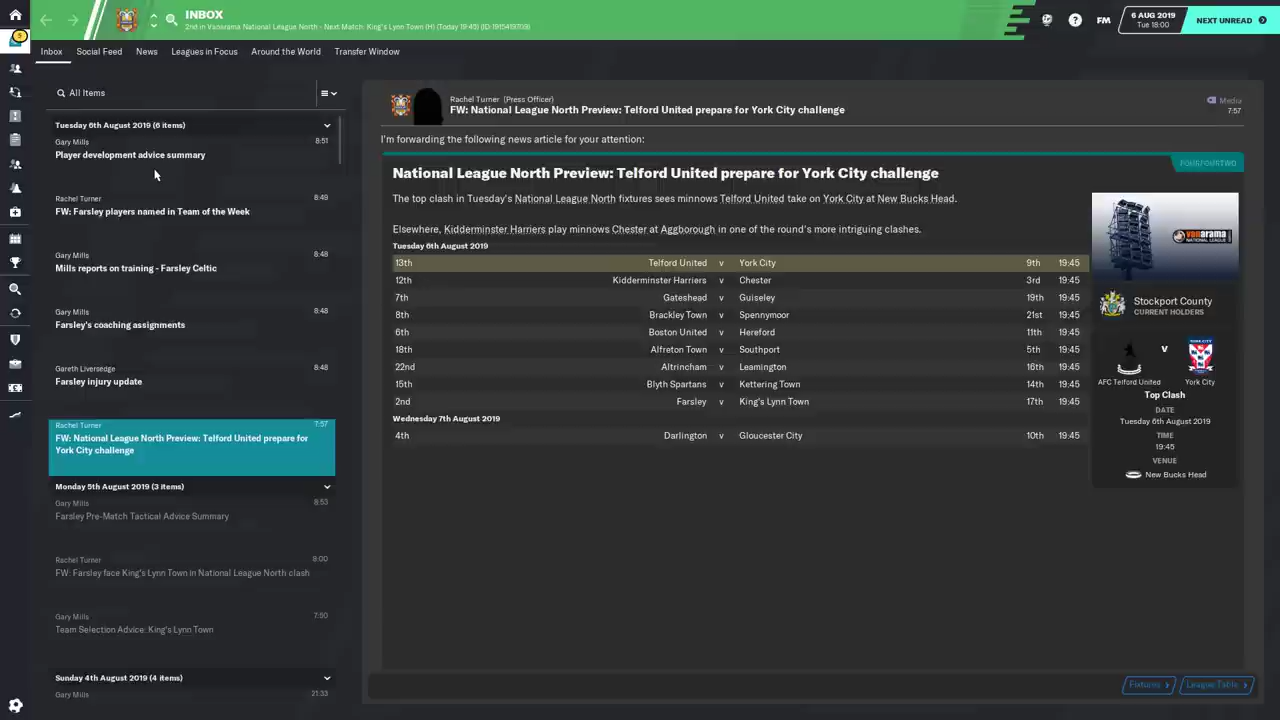 INBOX
2nd in Vanarama National League North - Next Match: King's Lynn Town (H) (Today 19:45)
FM
6 AUG 2019
Tue 18:00
NEXT UNREAD
Inbox
Social Feed
News
Leagues in Focus
Around the World
Transfer Window
All Items
Tuesday 6th August 2019 (6 items)
Gary Mills
8:51
Player development advice summary
Rachel Turner
8:49
FW: Farsley players named in Team of the Week
Gary Mills
8:48
Mills reports on training - Farsley Celtic
Gary Mills
8:48
Farsley's coaching assignments
Gareth Liversedge
8:48
Farsley injury update
Rachel Turner
7:57
FW: National League North Preview: Telford United prepare for
York City challenge
Monday 5th August 2019 (3 items)
Gary Mills
8:53
Farsley Pre-Match Tactical Advice Summary
Rachel Turner
8:00
FW: Farsley face King's Lynn Town in National League North clash
Gary Mills
7:50
Team Selection Advice: King's Lynn Town
Sunday 4th August 2019 (4 items)
Gary Mills
21:33
Rachel Turner (Press Officer)
FW: National League North Preview: Telford United prepare for York City challenge
Media
7:57
I'm forwarding the following news article for your attention:
FOURFOURTWO
National League North Preview: Telford United prepare for York City challenge
The top clash in Tuesday's National League North fixtures sees minnows Telford United take on York City at New Bucks Head.
Elsewhere, Kidderminster Harriers play minnows Chester at Aggborough in one of the round's more intriguing clashes.
Tuesday 6th August 2019
13th Telford United v York City 9th 19:45
12th Kidderminster Harriers v Chester 3rd 19:45
7th Gateshead v Guiseley 19th 19:45
8th Brackley Town v Spennymoor 21st 19:45
6th Boston United v Hereford 11th 19:45
18th Alfreton Town v Southport 5th 19:45
22nd Altrincham v Leamington 16th 19:45
15th Blyth Spartans v Kettering Town 14th 19:45
2nd Farsley v King's Lynn Town 17th 19:45
Wednesday 7th August 2019
4th Darlington v Gloucester City 10th 19:45
vanarama
NATIONAL LEAGUE
Stockport County
CURRENT HOLDERS
V
AFC Telford United
York City
Top Clash
DATE
Tuesday 6th August 2019
TIME
19:45
VENUE
New Bucks Head
Fixtures
League Table